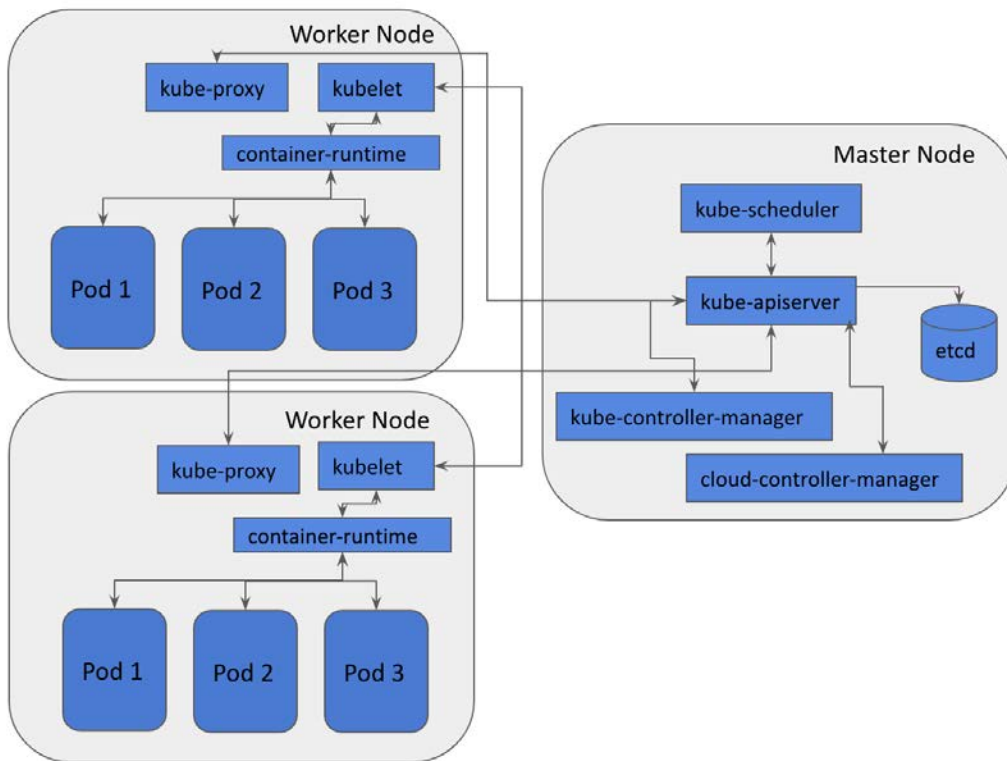 Worker Node
kube-proxy
kubelet
container-runtime
Pod 1
Pod 2
Pod 3
Master Node
kube-scheduler
kube-apiserver
etcd
kube-controller-manager
cloud-controller-manager
Worker Node
kube-proxy
kubelet
container-runtime
Pod 1
Pod 2
Pod 3